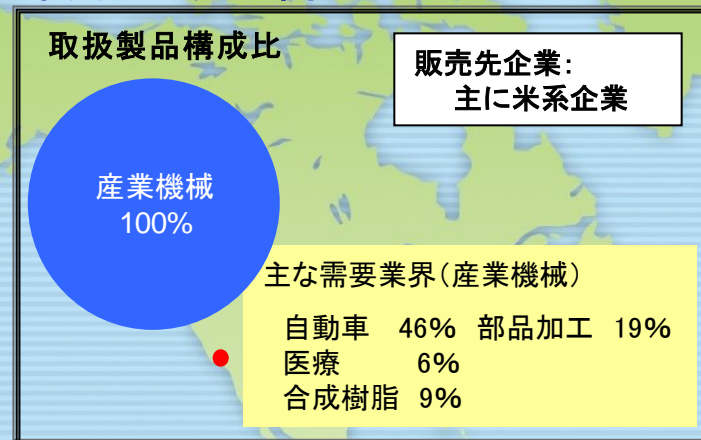 取扱製品構成比
販売先企業:
主に米系企業
産業機械
100%
主な需要業界(産業機械)
自動車 46% 部品加工 19%
医療 6%
合成樹脂 9%